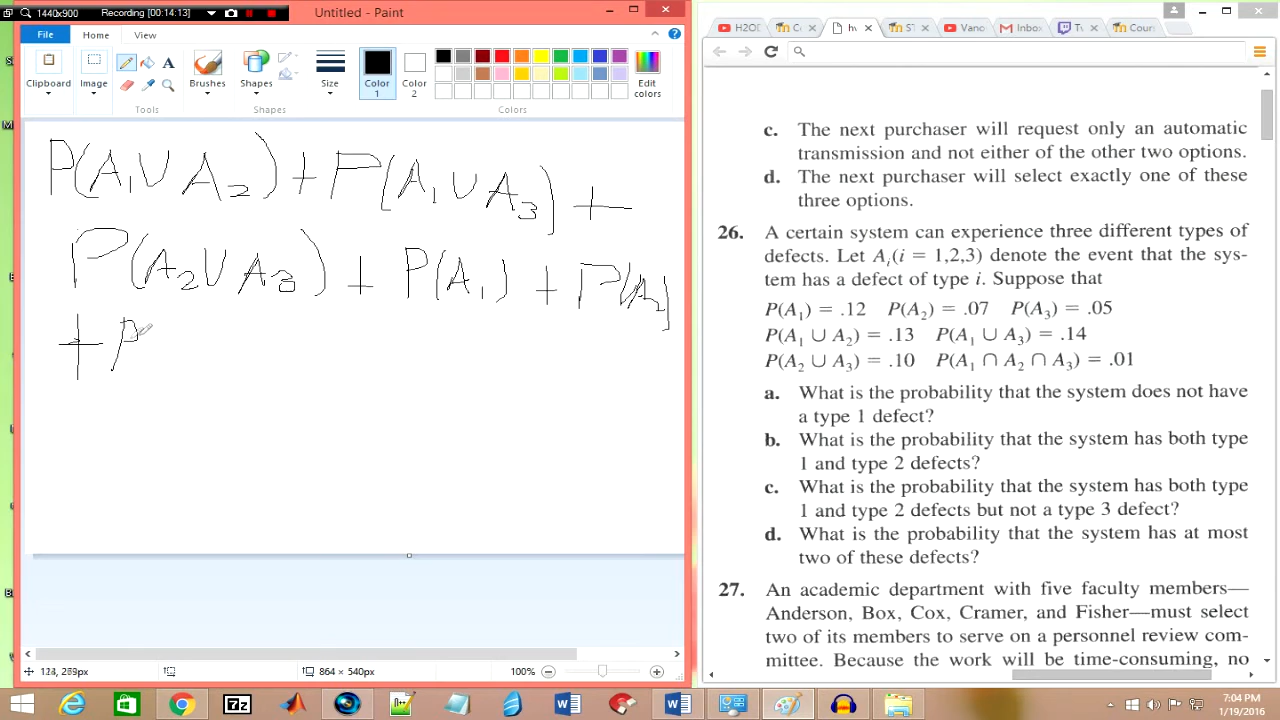 1440x900
Recording [00:14:13]
Untitled - Paint
File
Home
View
Clipboard
Image
Tools
Brushes
Shapes
Shapes
Size
Color
1
Color
2
Colors
Edit
colors
P(A₁∪A₂)+P(A₁∪A₃)+
P(A₂∪A₃)+P(A₁)+P(A₂)
+P
864 × 540px
100%
Vano
Inbox
Tv
Cours
c. The next purchaser will request only an automatic
transmission and not either of the other two options.
d. The next purchaser will select exactly one of these
three options.
26. A certain system can experience three different types of
defects. Let Aᵢ(i = 1,2,3) denote the event that the sys-
tem has a defect of type i. Suppose that
P(A₁) = .12 P(A₂) = .07 P(A₃) = .05
P(A₁ ∪ A₂) = .13 P(A₁ ∪ A₃) = .14
P(A₂ ∪ A₃) = .10 P(A₁ ∩ A₂ ∩ A₃) = .01
a. What is the probability that the system does not have
a type 1 defect?
b. What is the probability that the system has both type
1 and type 2 defects?
c. What is the probability that the system has both type
1 and type 2 defects but not a type 3 defect?
d. What is the probability that the system has at most
two of these defects?
27. An academic department with five faculty members—
Anderson, Box, Cox, Cramer, and Fisher—must select
two of its members to serve on a personnel review com-
mittee. Because the work will be time-consuming, no
7z
7:04 PM
1/19/2016